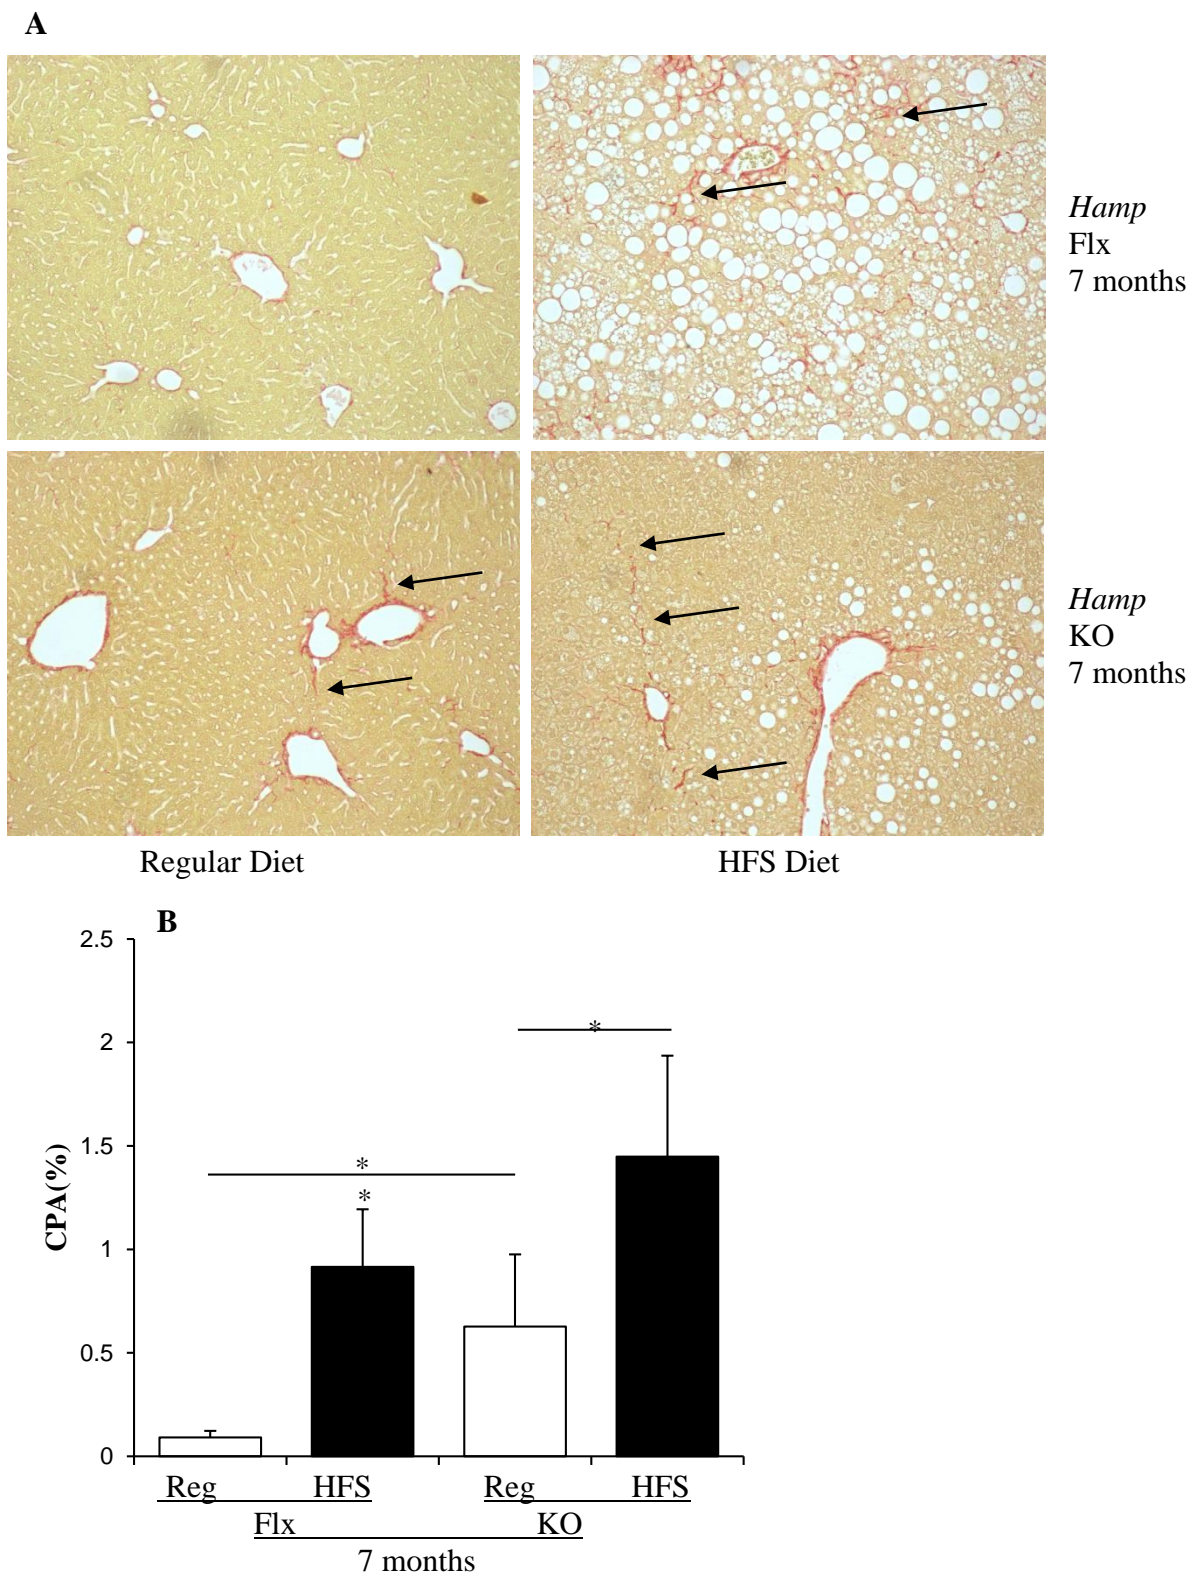 A
Hamp
Flx
7 months
Hamp
KO
7 months
Regular Diet
HFS Diet
B
2.5
2
1.5
1
0.5
0
CPA(%)
*
*
*
Reg HFS Reg HFS
Flx KO
7 months